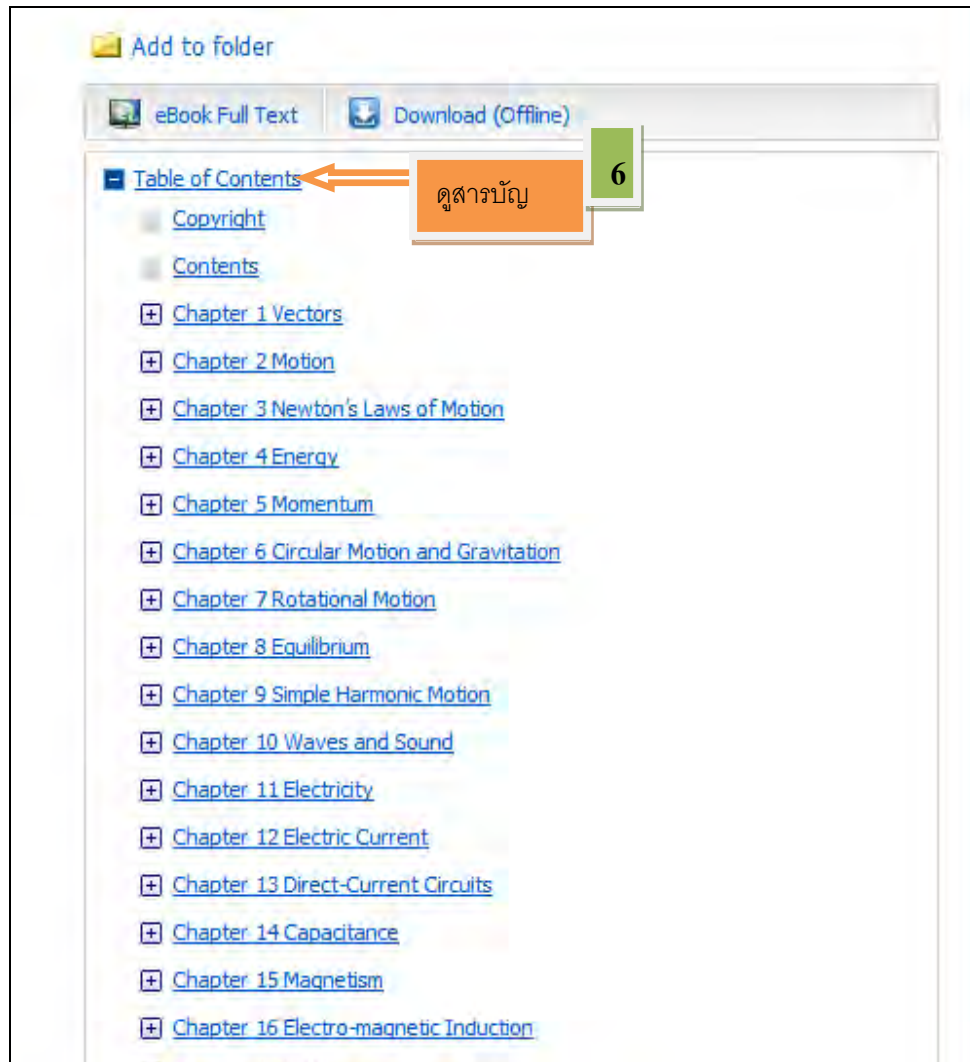 Add to folder
eBook Full Text Download (Offline)
Table of Contents
ดูสารบัญ
6
Copyright
Contents
Chapter 1 Vectors
Chapter 2 Motion
Chapter 3 Newton's Laws of Motion
Chapter 4 Energy
Chapter 5 Momentum
Chapter 6 Circular Motion and Gravitation
Chapter 7 Rotational Motion
Chapter 8 Equilibrium
Chapter 9 Simple Harmonic Motion
Chapter 10 Waves and Sound
Chapter 11 Electricity
Chapter 12 Electric Current
Chapter 13 Direct-Current Circuits
Chapter 14 Capacitance
Chapter 15 Magnetism
Chapter 16 Electro-magnetic Induction